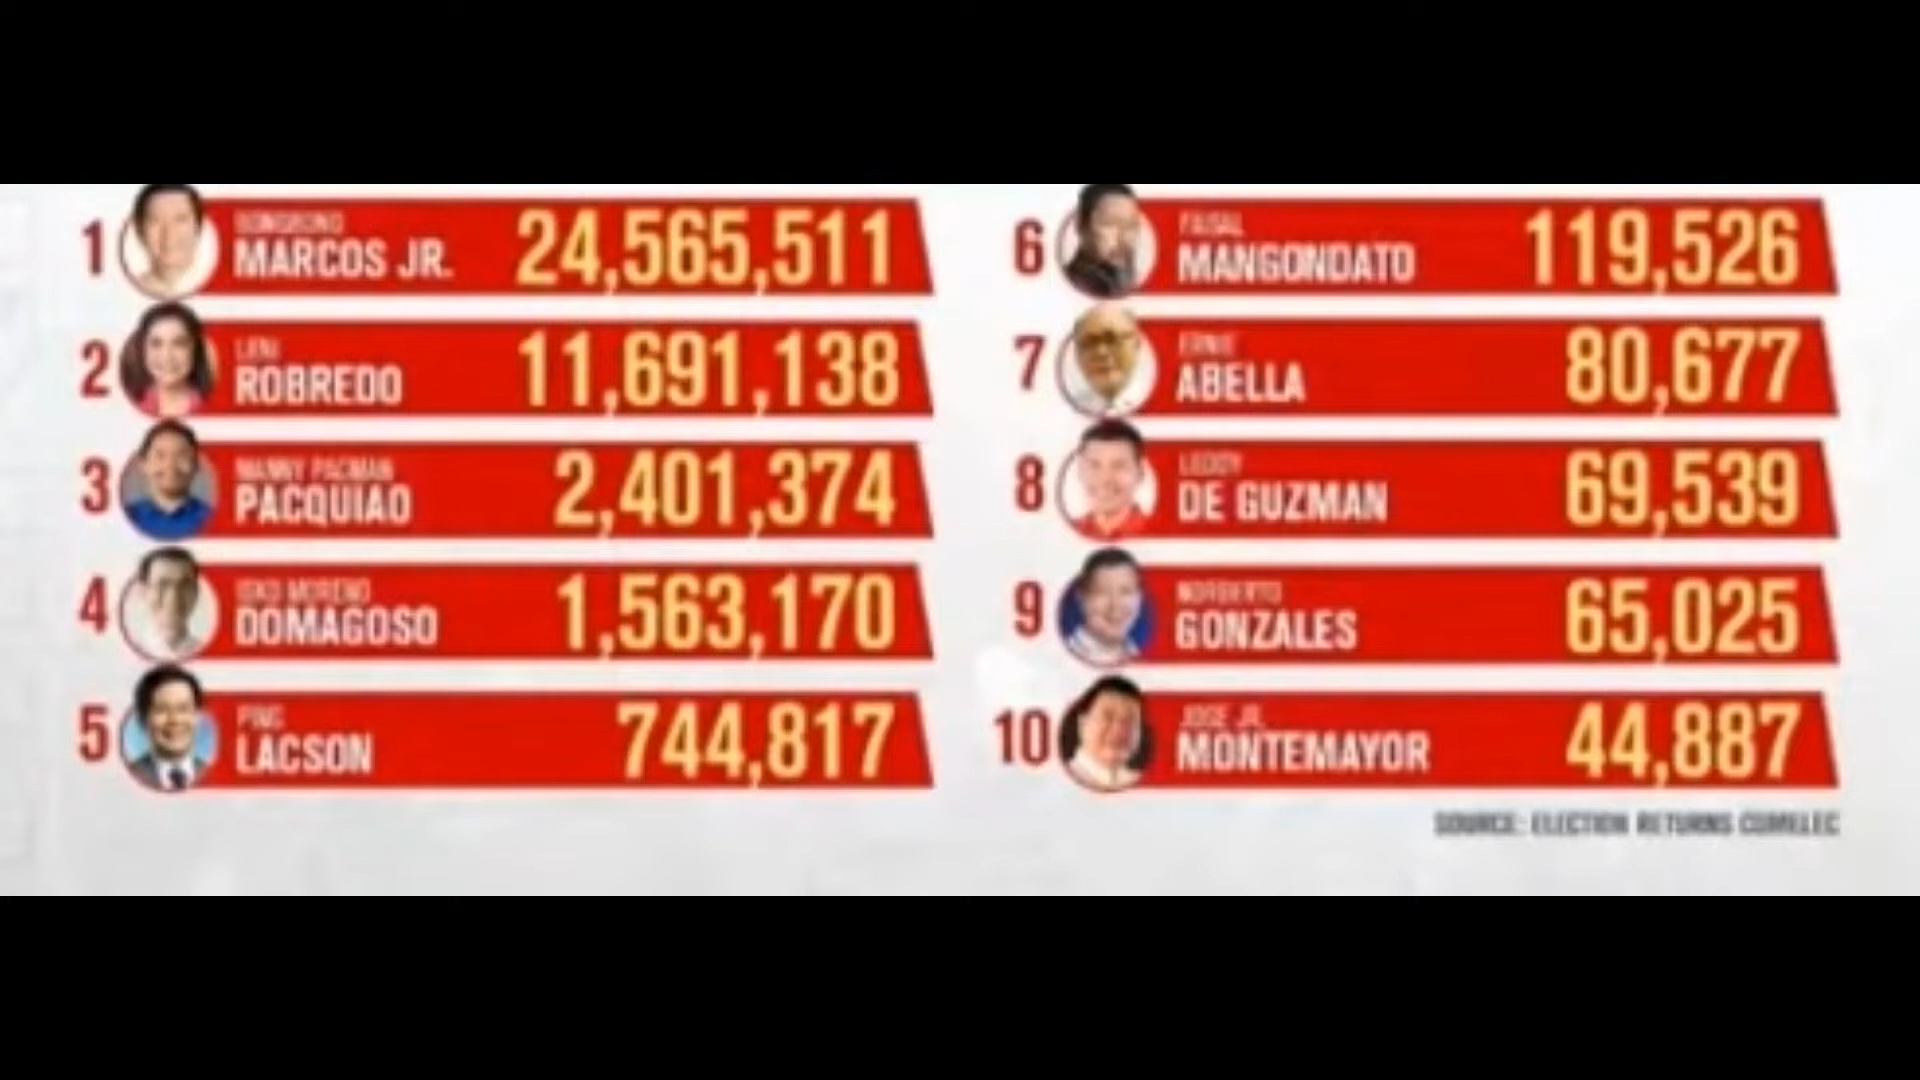 1
BONGBONG
MARCOS JR.
24,565,511
2
LENI
ROBREDO
11,691,138
3
MANNY PACMAN
PACQUIAO
2,401,374
4
ISKO MORENO
DOMAGOSO
1,563,170
5
PING
LACSON
744,817
6
FAISAL
MANGONDATO
119,526
7
ERNIE
ABELLA
80,677
8
LEODY
DE GUZMAN
69,539
9
NORBERTO
GONZALES
65,025
10
JOSE JR.
MONTEMAYOR
44,887
SOURCE: ELECTION RETURNS COMELEC